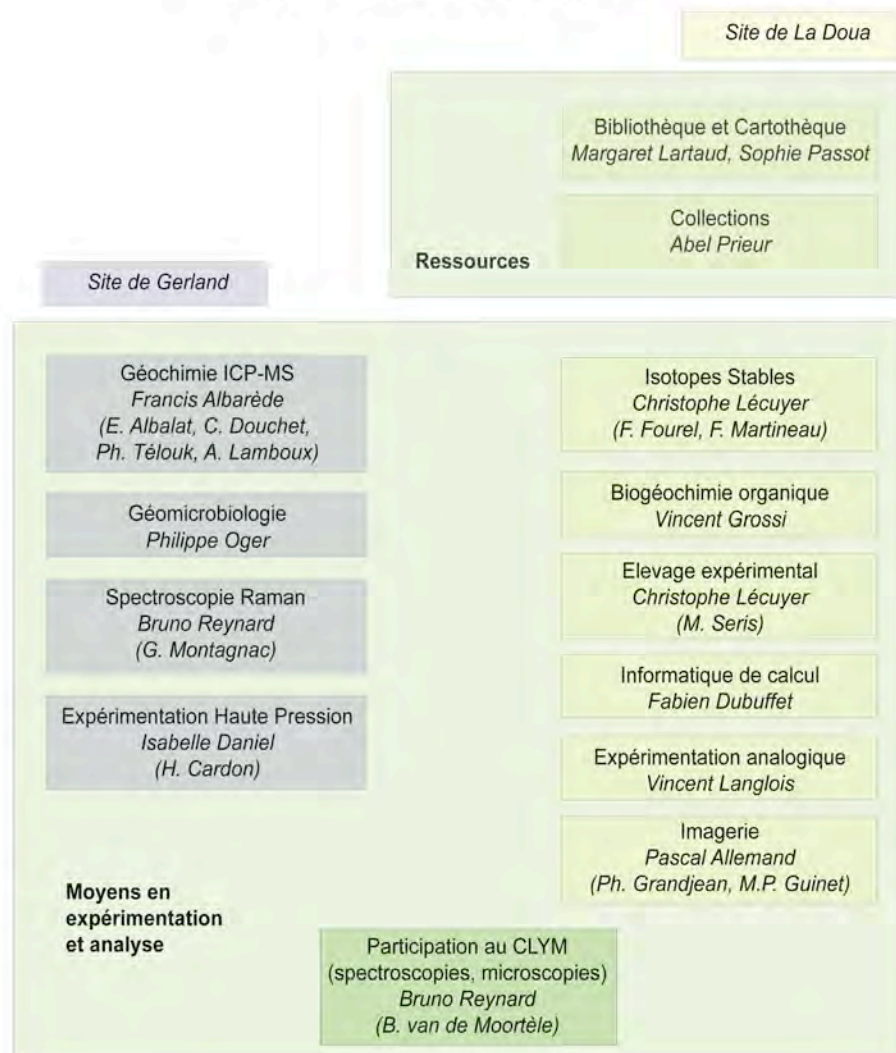 Site de La Doua
Bibliothèque et Cartothèque
Margaret Lartaud, Sophie Passot
Collections
Abel Prieur
Ressources
Site de Gerland
Géochimie ICP-MS
Francis Albarède
(E. Albalat, C. Douchet,
Ph. Télouk, A. Lamboux)
Géomicrobiologie
Philippe Oger
Spectroscopie Raman
Bruno Reynard
(G. Montagnac)
Expérimentation Haute Pression
Isabelle Daniel
(H. Cardon)
Isotopes Stables
Christophe Lécuyer
(F. Fourel, F. Martineau)
Biogéochimie organique
Vincent Grossi
Elevage expérimental
Christophe Lécuyer
(M. Seris)
Informatique de calcul
Fabien Dubuffet
Expérimentation analogique
Vincent Langlois
Imagerie
Pascal Allemand
(Ph. Grandjean, M.P. Guinet)
Moyens en
expérimentation
et analyse
Participation au CLYM
(spectroscopies, microscopies)
Bruno Reynard
(B. van de Moortèle)